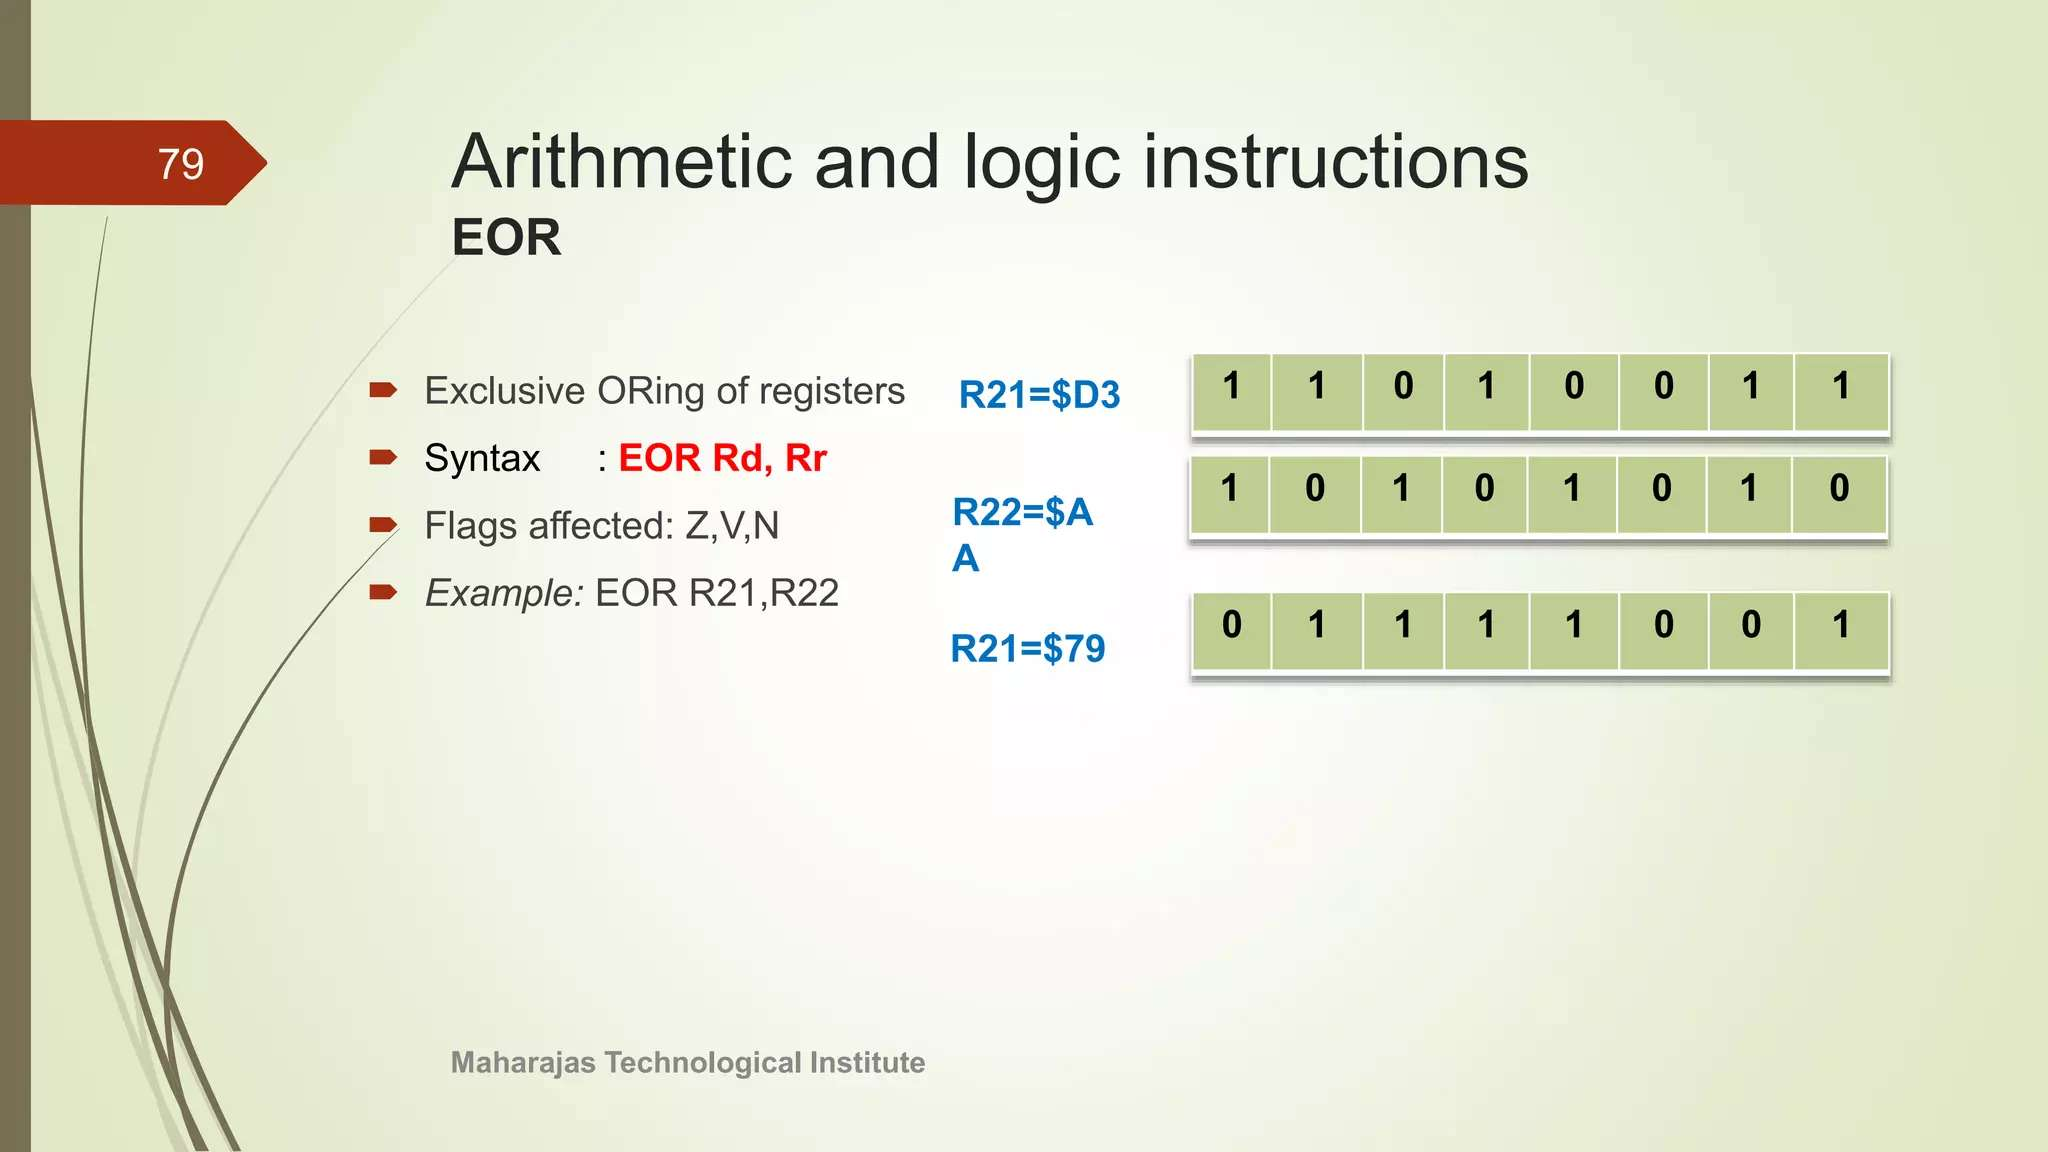 79
Arithmetic and logic instructions
EOR
Exclusive ORing of registers
Syntax : EOR Rd, Rr
Flags affected: Z,V,N
Example: EOR R21,R22
R21=$D3
1 1 0 1 0 0 1 1
R22=$A
A
1 0 1 0 1 0 1 0
R21=$79
0 1 1 1 1 0 0 1
Maharajas Technological Institute